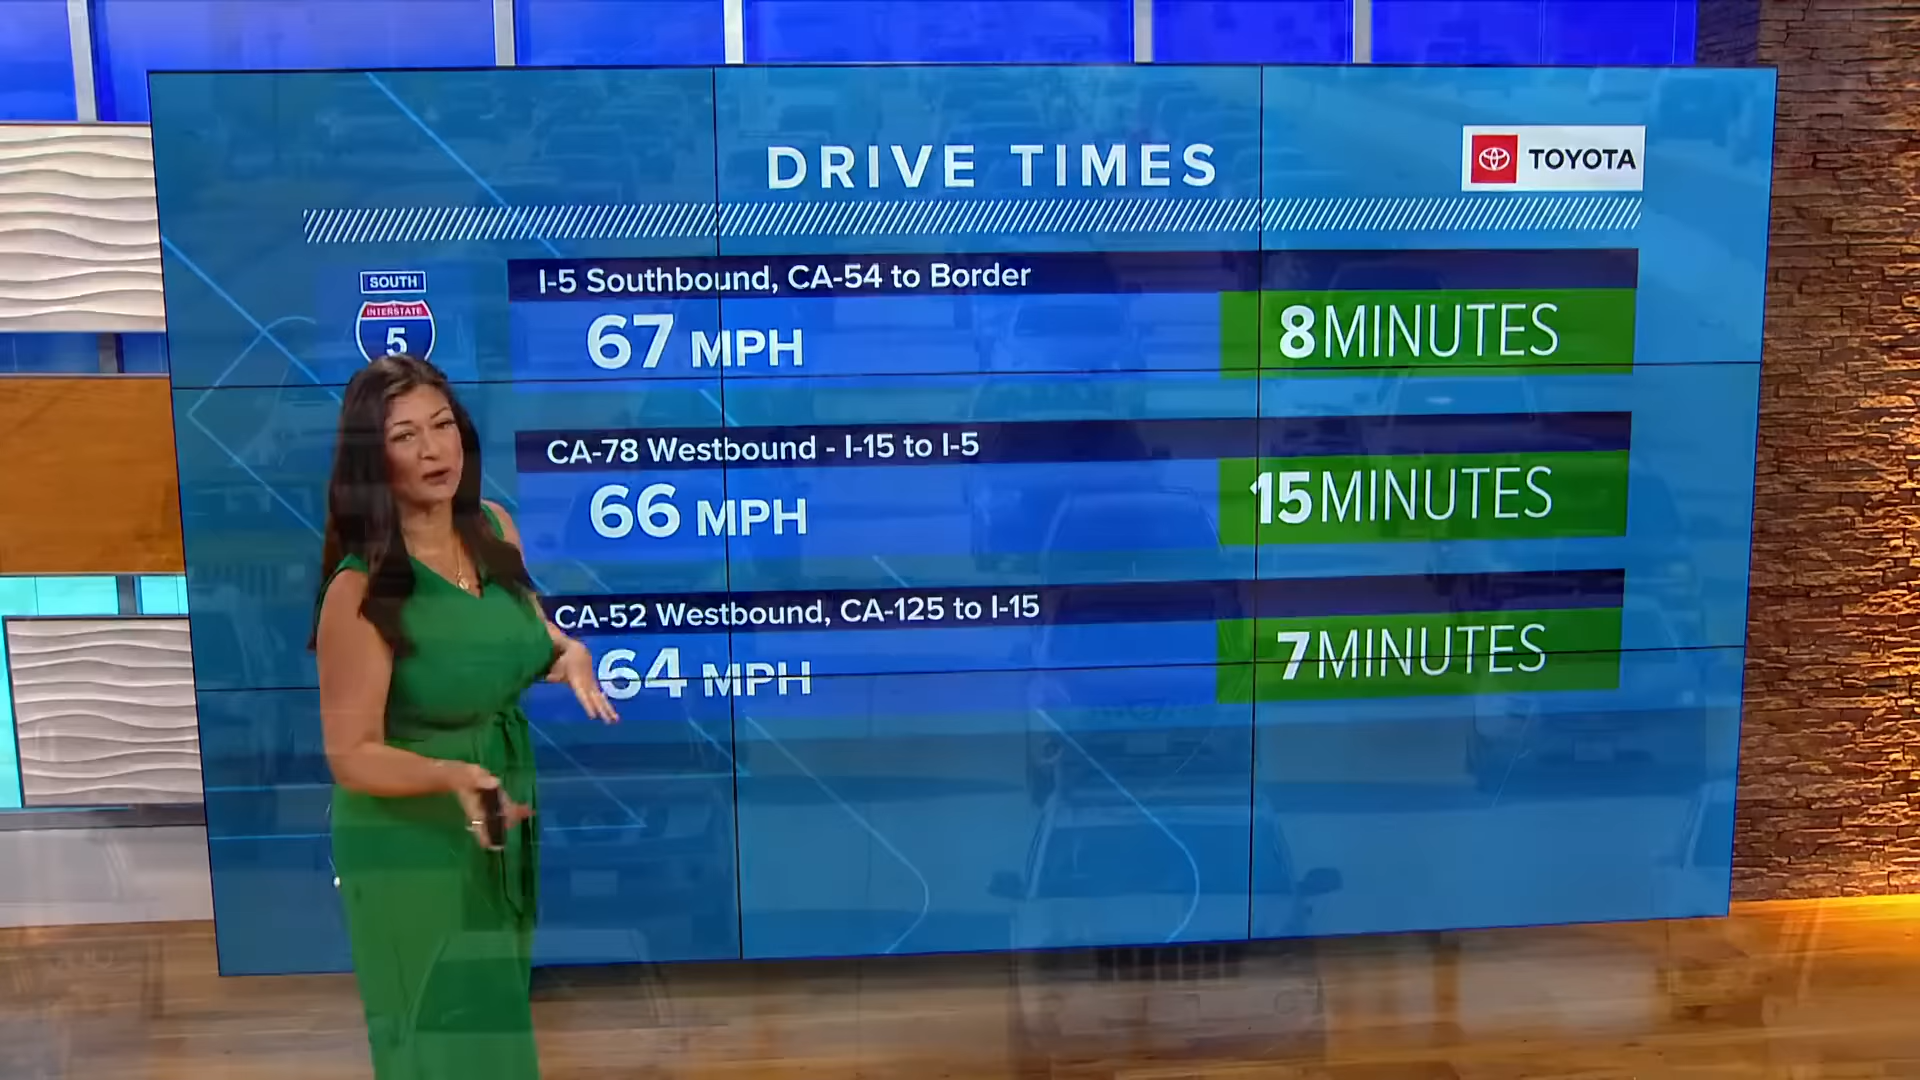 DRIVE TIMES
TOYOTA
SOUTH
INTERSTATE
5
I-5 Southbound, CA-54 to Border
67 MPH
8 MINUTES
CA-78 Westbound - I-15 to I-5
66 MPH
15 MINUTES
CA-52 Westbound, CA-125 to I-15
64 MPH
7 MINUTES